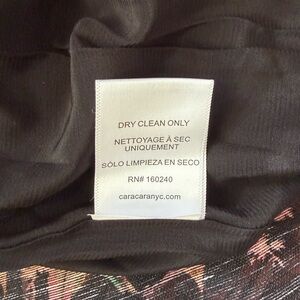 DRY CLEAN ONLY
NETTOYAGE À SEC
UNIQUEMENT
SÓLO LIMPIEZA EN SECO
RN# 160240
caracaranyc.com